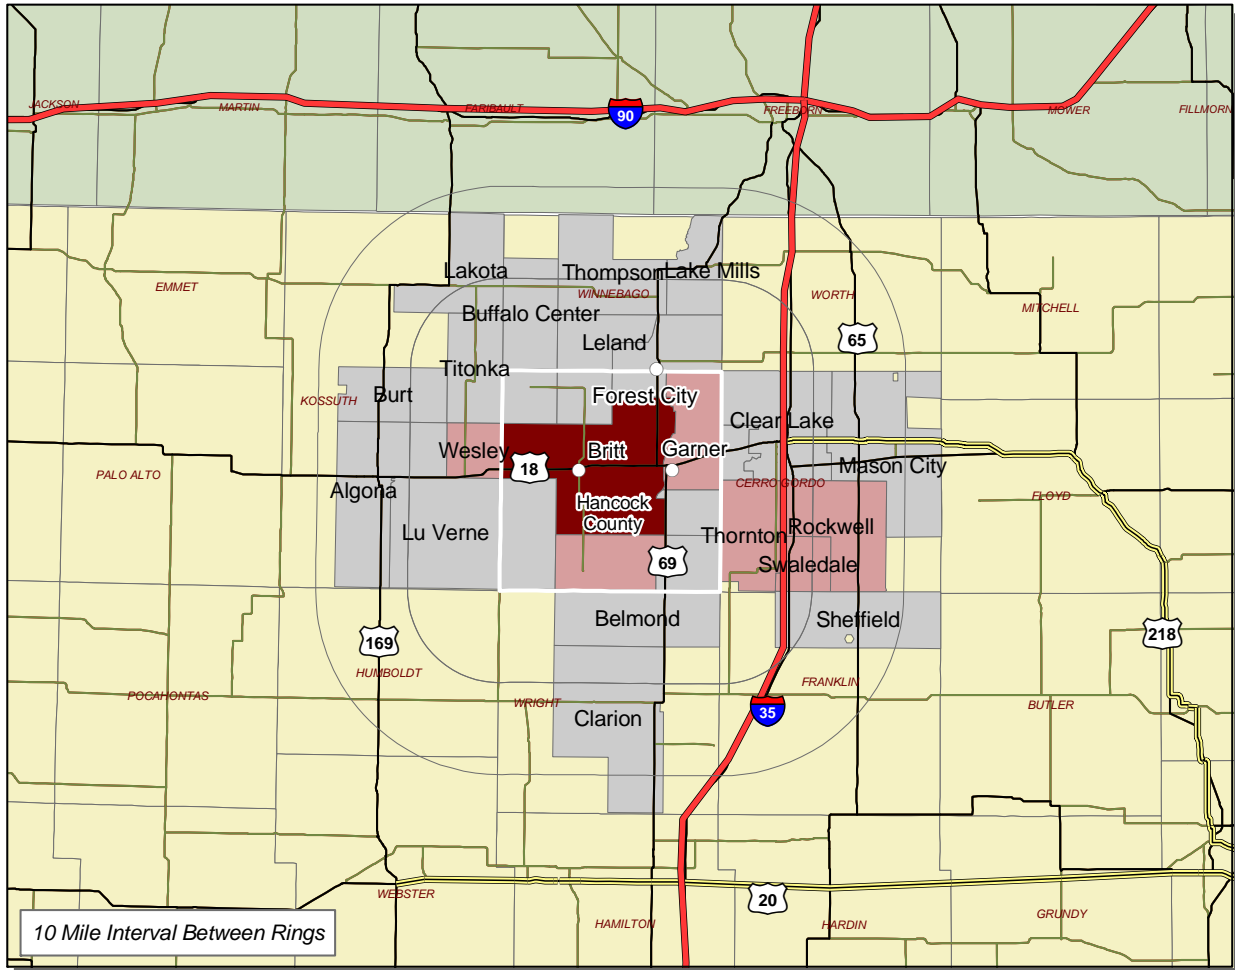 JACKSON
MARTIN
FARIBAULT
90
FREEBORN
MOWER
FILLMORN
Lakota
Thompson
Lake Mills
EMMET
WINNEBAGO
WORTH
MITCHELL
Buffalo Center
Leland
65
Titonka
KOSSUTH
Burt
Forest City
Clear Lake
Wesley
18
Britt
Garner
Mason City
PALO ALTO
CERRO GORDO
Algona
Hancock
County
FLOYD
Lu Verne
Thornton
Rockwell
69
Swaledale
Belmond
Sheffield
169
218
HUMBOLDT
FRANKLIN
POCAHONTAS
WRIGHT
BUTLER
Clarion
35
WEBSTER
20
HAMILTON
HARDIN
GRUNDY
10 Mile Interval Between Rings